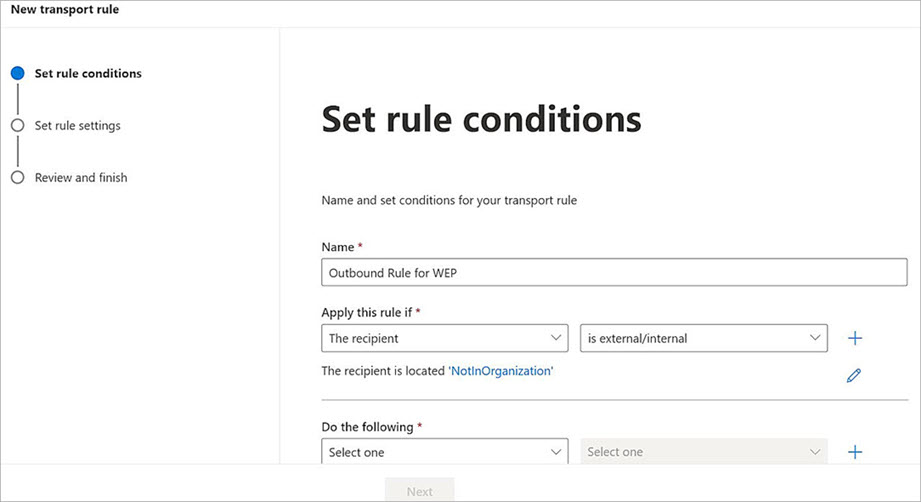 New transport rule
Set rule conditions
Set rule settings
Review and finish
Set rule conditions
Name and set conditions for your transport rule
Name *
Outbound Rule for WEP
Apply this rule if *
The recipient is external/internal
The recipient is located 'NotInOrganization'
Do the following *
Select one Select one
Next